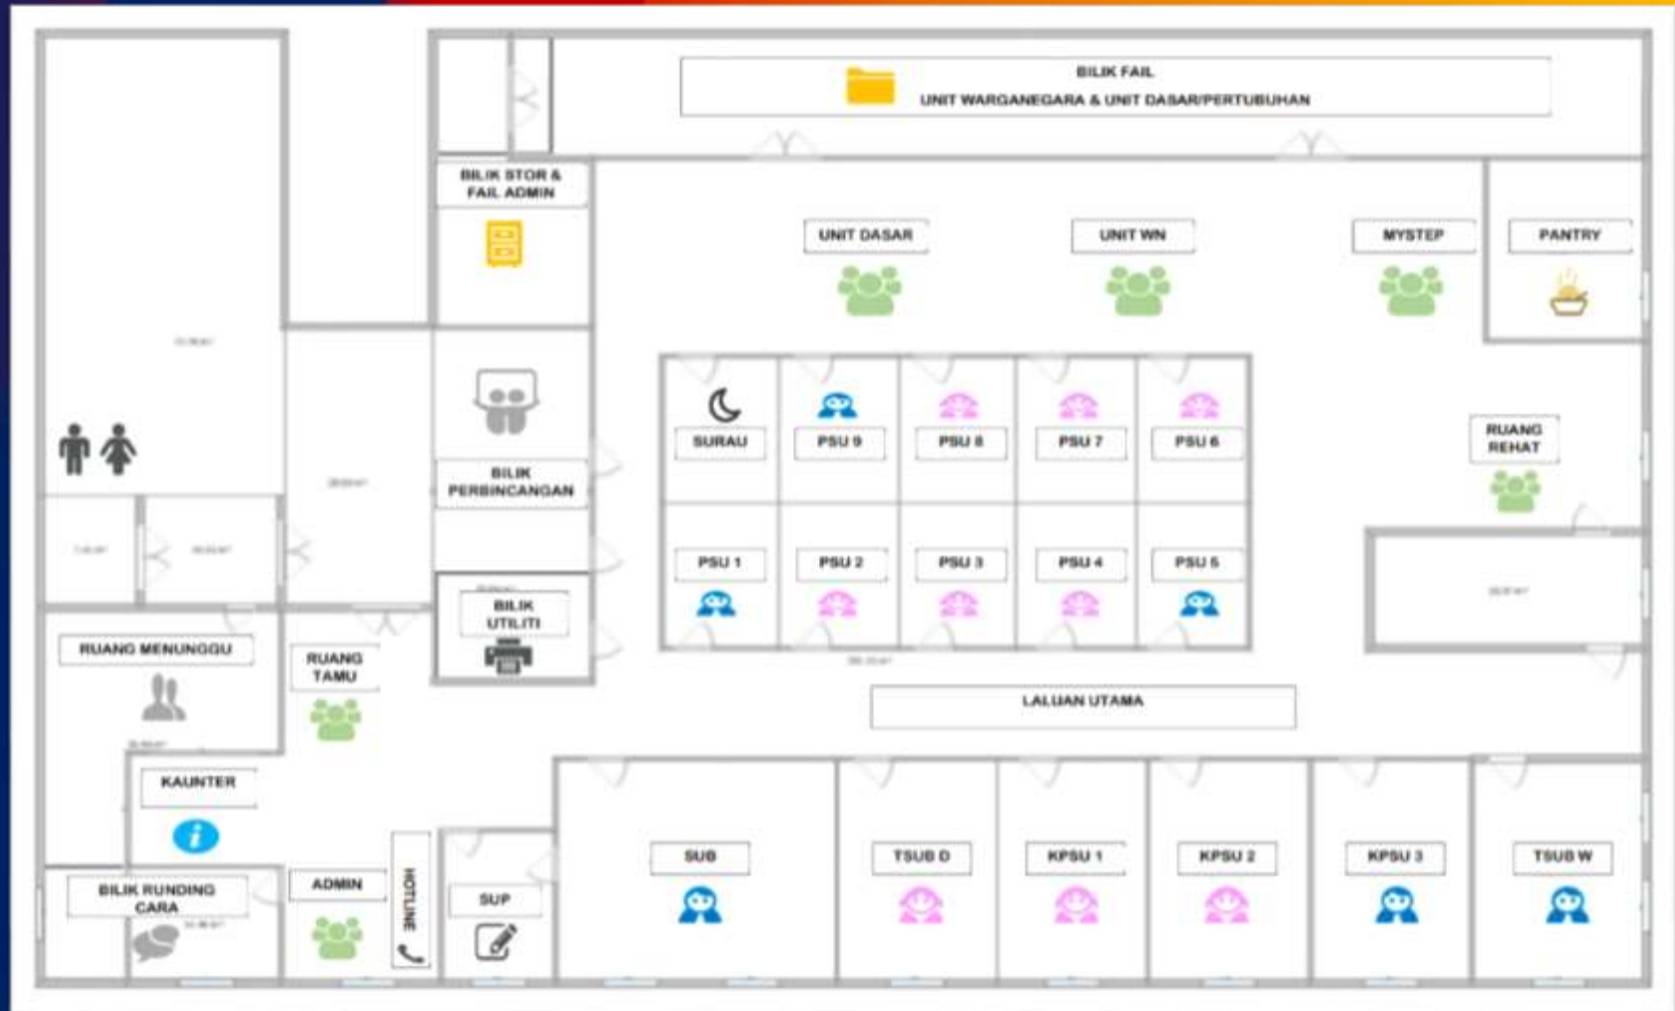 BILIK FAIL
UNIT WARGANEGARA & UNIT DASAR/PERTUBUHAN
BILIK STOR &
FAIL ADMIN
UNIT DASAR
UNIT WN
MYSTEP
PANTRY
SURAU
PSU 9
PSU 8
PSU 7
PSU 6
RUANG
REHAT
BILIK
PERBINCANGAN
PSU 1
PSU 2
PSU 3
PSU 4
PSU 5
BILIK
UTILITI
RUANG MENUNGGU
RUANG
TAMU
LALUAN UTAMA
KAUNTER
SUB
TSUB D
KPSU 1
KPSU 2
KPSU 3
TSUB W
BILIK RUNDING
CARA
ADMIN
HOTLINE
SUP